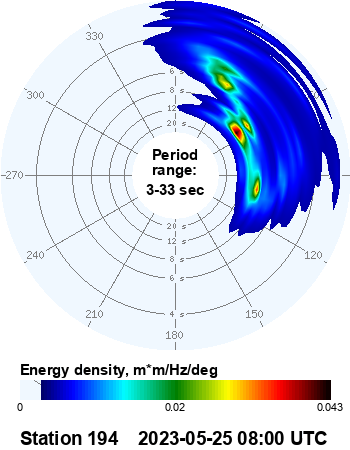 330
300
270
240
210
180
150
120
6 s
8 s
12 s
20 s
Period
range:
3-33 sec
20 s
12 s
8 s
6 s
4 s
Energy density, m*m/Hz/deg
0 0.02 0.043
Station 194 2023-05-25 08:00 UTC